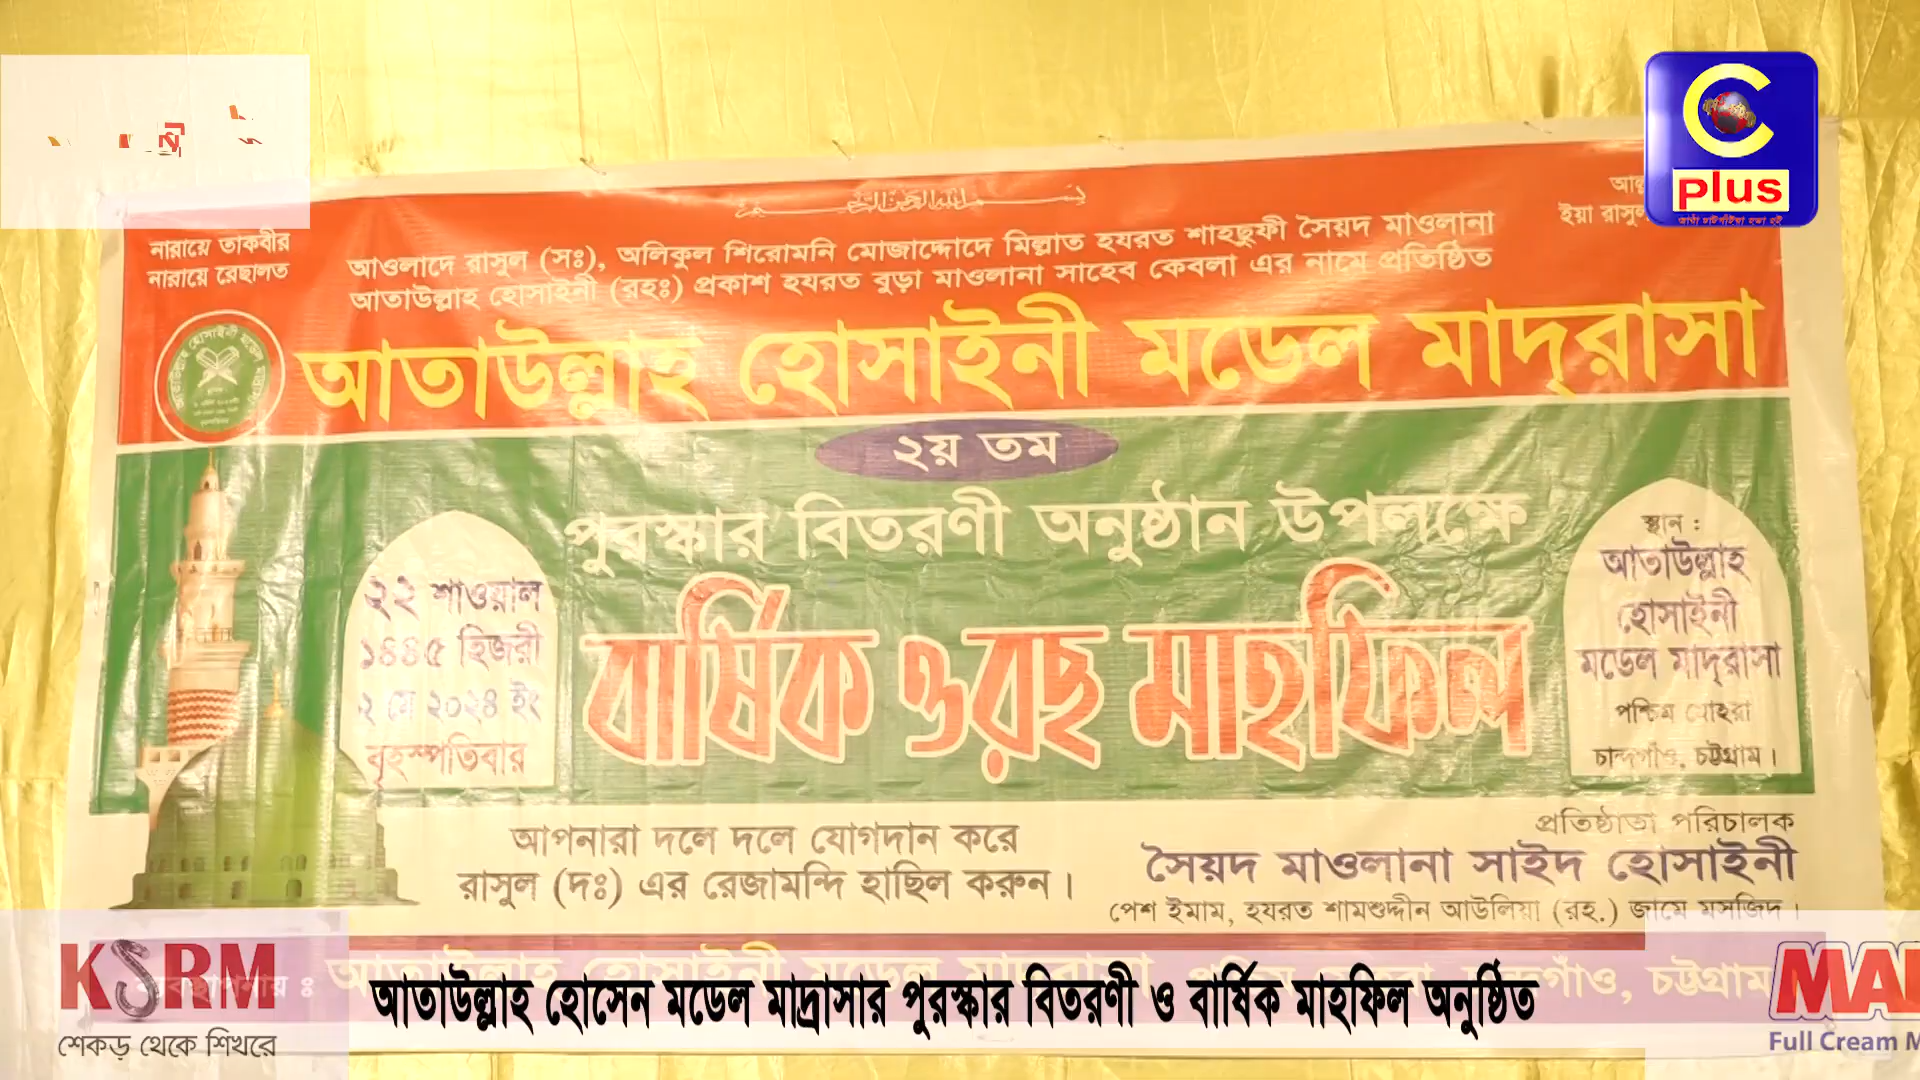 C
plus
নারায়ে তাকবীর
নারায়ে রেছালত
ইয়া রাসুল
আওলাদে রাসুল (সঃ), অলিকুল শিরোমনি মোজাদ্দোদে মিল্লাত হযরত শাহছুফী সৈয়দ মাওলানা
আতাউল্লাহ হোসাইনী (রহঃ) প্রকাশ হযরত বুড়া মাওলানা সাহেব কেবলা এর নামে প্রতিষ্ঠিত
আতাউল্লাহ হোসাইনী মডেল মাদ্‌রাসা
২য় তম
পুরস্কার বিতরণী অনুষ্ঠান উপলক্ষে
বার্ষিক ওরছ মাহফিল
২২ শাওয়াল
১৪৪৫ হিজরী
২ মে ২০২৪ ইং
বৃহস্পতিবার
স্থান :
আতাউল্লাহ
হোসাইনী
মডেল মাদ্‌রাসা
পশ্চিম মোহরা
চান্দগাঁও, চট্টগ্রাম।
আপনারা দলে দলে যোগদান করে
রাসুল (দঃ) এর রেজামন্দি হাছিল করুন।
প্রতিষ্ঠাতা পরিচালক
সৈয়দ মাওলানা সাইদ হোসাইনী
পেশ ইমাম, হযরত শামশুদ্দীন আউলিয়া (রহ.) জামে মসজিদ।
চট্টগ্রাম
KSRM
শেকড় থেকে শিখরে
আতাউল্লাহ হোসেন মডেল মাদ্রাসার পুরস্কার বিতরণী ও বার্ষিক মাহফিল অনুষ্ঠিত
Full Cream